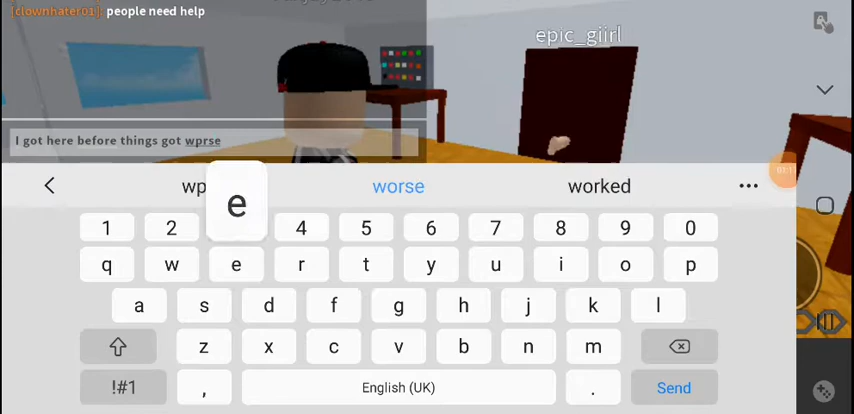 [clownhater01]: people need help
epic_giirl
I got here before things got wprse
worse worked
e
1 2 4 5 6 7 8 9 0
q w e r t y u i o p
a s d f g h j k l
z x c v b n m
!#1 , English (UK) . Send